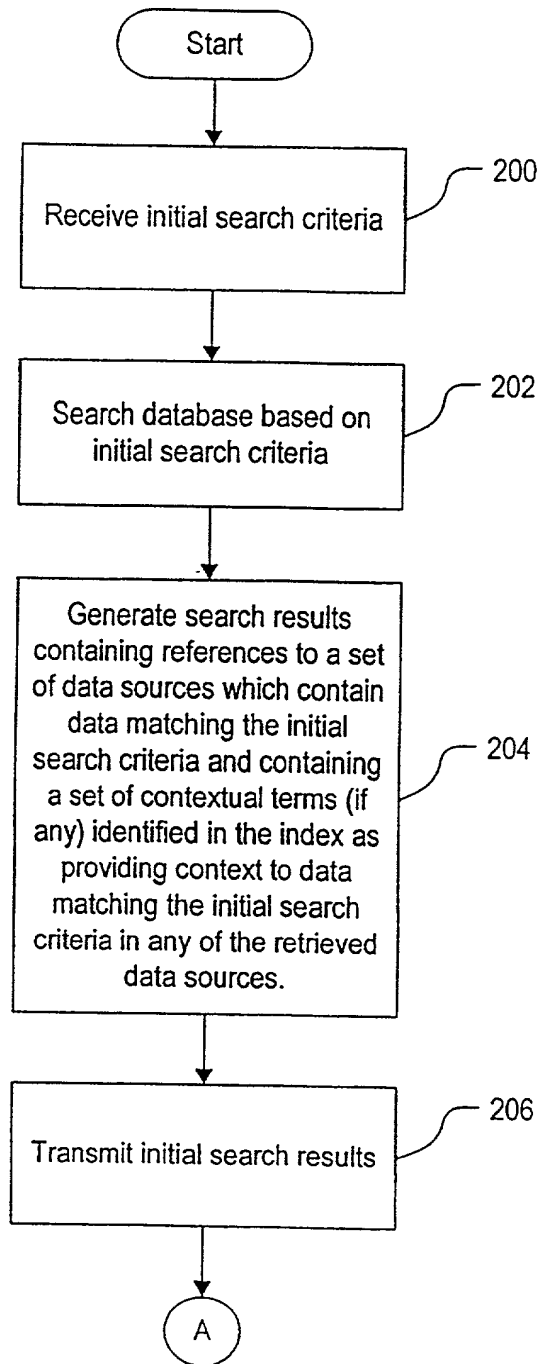 Start
200
Receive initial search criteria
202
Search database based on
initial search criteria
Generate search results
containing references to a set
of data sources which contain
data matching the initial
search criteria and containing
204
a set of contextual terms (if
any) identified in the index as
providing context to data
matching the initial search
criteria in any of the retrieved
data sources.
206
Transmit initial search results
A